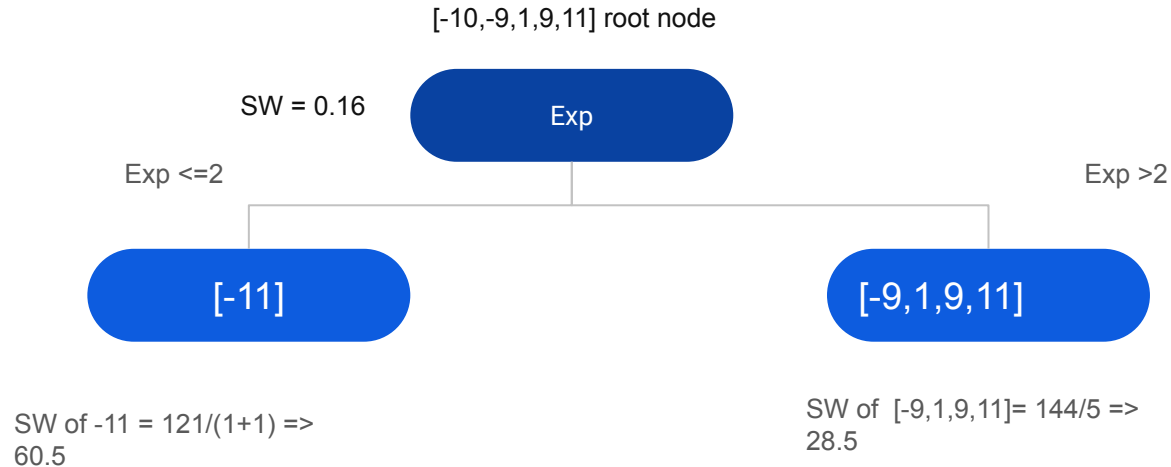 [-10,-9,1,9,11] root node
SW = 0.16
Exp
Exp <=2
Exp >2
[-11]
[-9,1,9,11]
SW of -11 = 121/(1+1) =>
60.5
SW of  [-9,1,9,11]= 144/5 =>
28.5